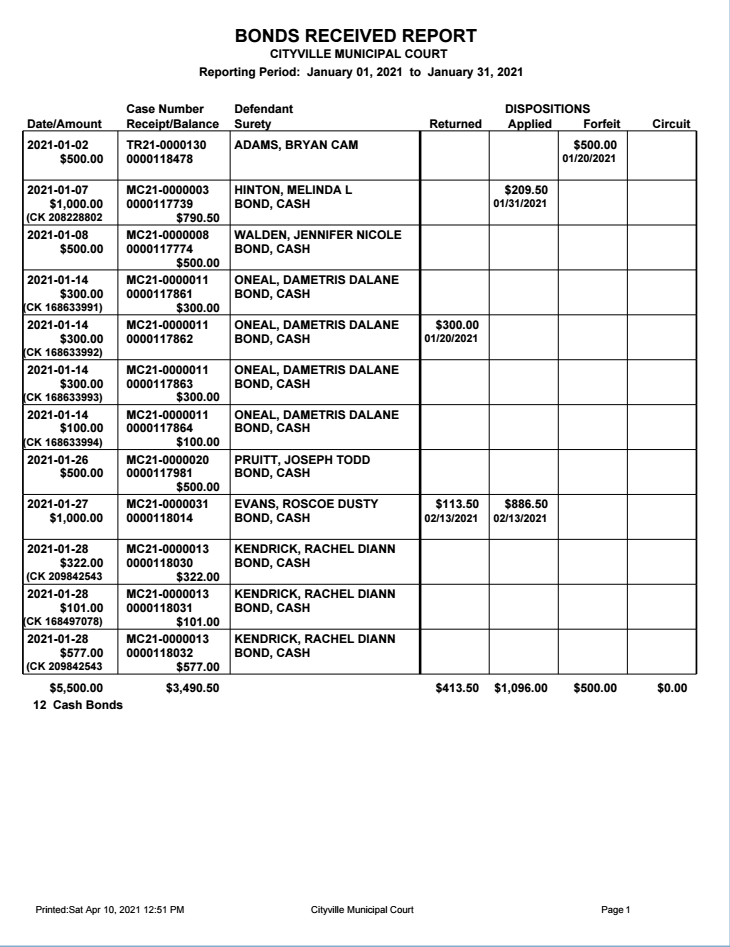 BONDS RECEIVED REPORT
CITYVILLE MUNICIPAL COURT
Reporting Period: January 01, 2021 to January 31, 2021
Case Number Defendant DISPOSITIONS
Date/Amount Receipt/Balance Surety Returned Applied Forfeit Circuit
2021-01-02 TR21-0000130 ADAMS, BRYAN CAM $500.00
$500.00 0000118478 01/20/2021
2021-01-07 MC21-0000003 HINTON, MELINDA L $209.50
$1,000.00 0000117739 BOND, CASH 01/31/2021
(CK 208228802 $790.50
2021-01-08 MC21-0000008 WALDEN, JENNIFER NICOLE
$500.00 0000117774 BOND, CASH
$500.00
2021-01-14 MC21-0000011 ONEAL, DAMETRIS DALANE
$300.00 0000117861 BOND, CASH
(CK 168633991) $300.00
2021-01-14 MC21-0000011 ONEAL, DAMETRIS DALANE $300.00
$300.00 0000117862 BOND, CASH 01/20/2021
(CK 168633992)
2021-01-14 MC21-0000011 ONEAL, DAMETRIS DALANE
$300.00 0000117863 BOND, CASH
(CK 168633993) $300.00
2021-01-14 MC21-0000011 ONEAL, DAMETRIS DALANE
$100.00 0000117864 BOND, CASH
(CK 168633994) $100.00
2021-01-26 MC21-0000020 PRUITT, JOSEPH TODD
$500.00 0000117981 BOND, CASH
$500.00
2021-01-27 MC21-0000031 EVANS, ROSCOE DUSTY $113.50 $886.50
$1,000.00 0000118014 BOND, CASH 02/13/2021 02/13/2021
2021-01-28 MC21-0000013 KENDRICK, RACHEL DIANN
$322.00 0000118030 BOND, CASH
(CK 209842543 $322.00
2021-01-28 MC21-0000013 KENDRICK, RACHEL DIANN
$101.00 0000118031 BOND, CASH
(CK 168497078) $101.00
2021-01-28 MC21-0000013 KENDRICK, RACHEL DIANN
$577.00 0000118032 BOND, CASH
(CK 209842543 $577.00
$5,500.00 $3,490.50 $413.50 $1,096.00 $500.00 $0.00
12 Cash Bonds
Printed:Sat Apr 10, 2021 12:51 PM Cityville Municipal Court Page 1